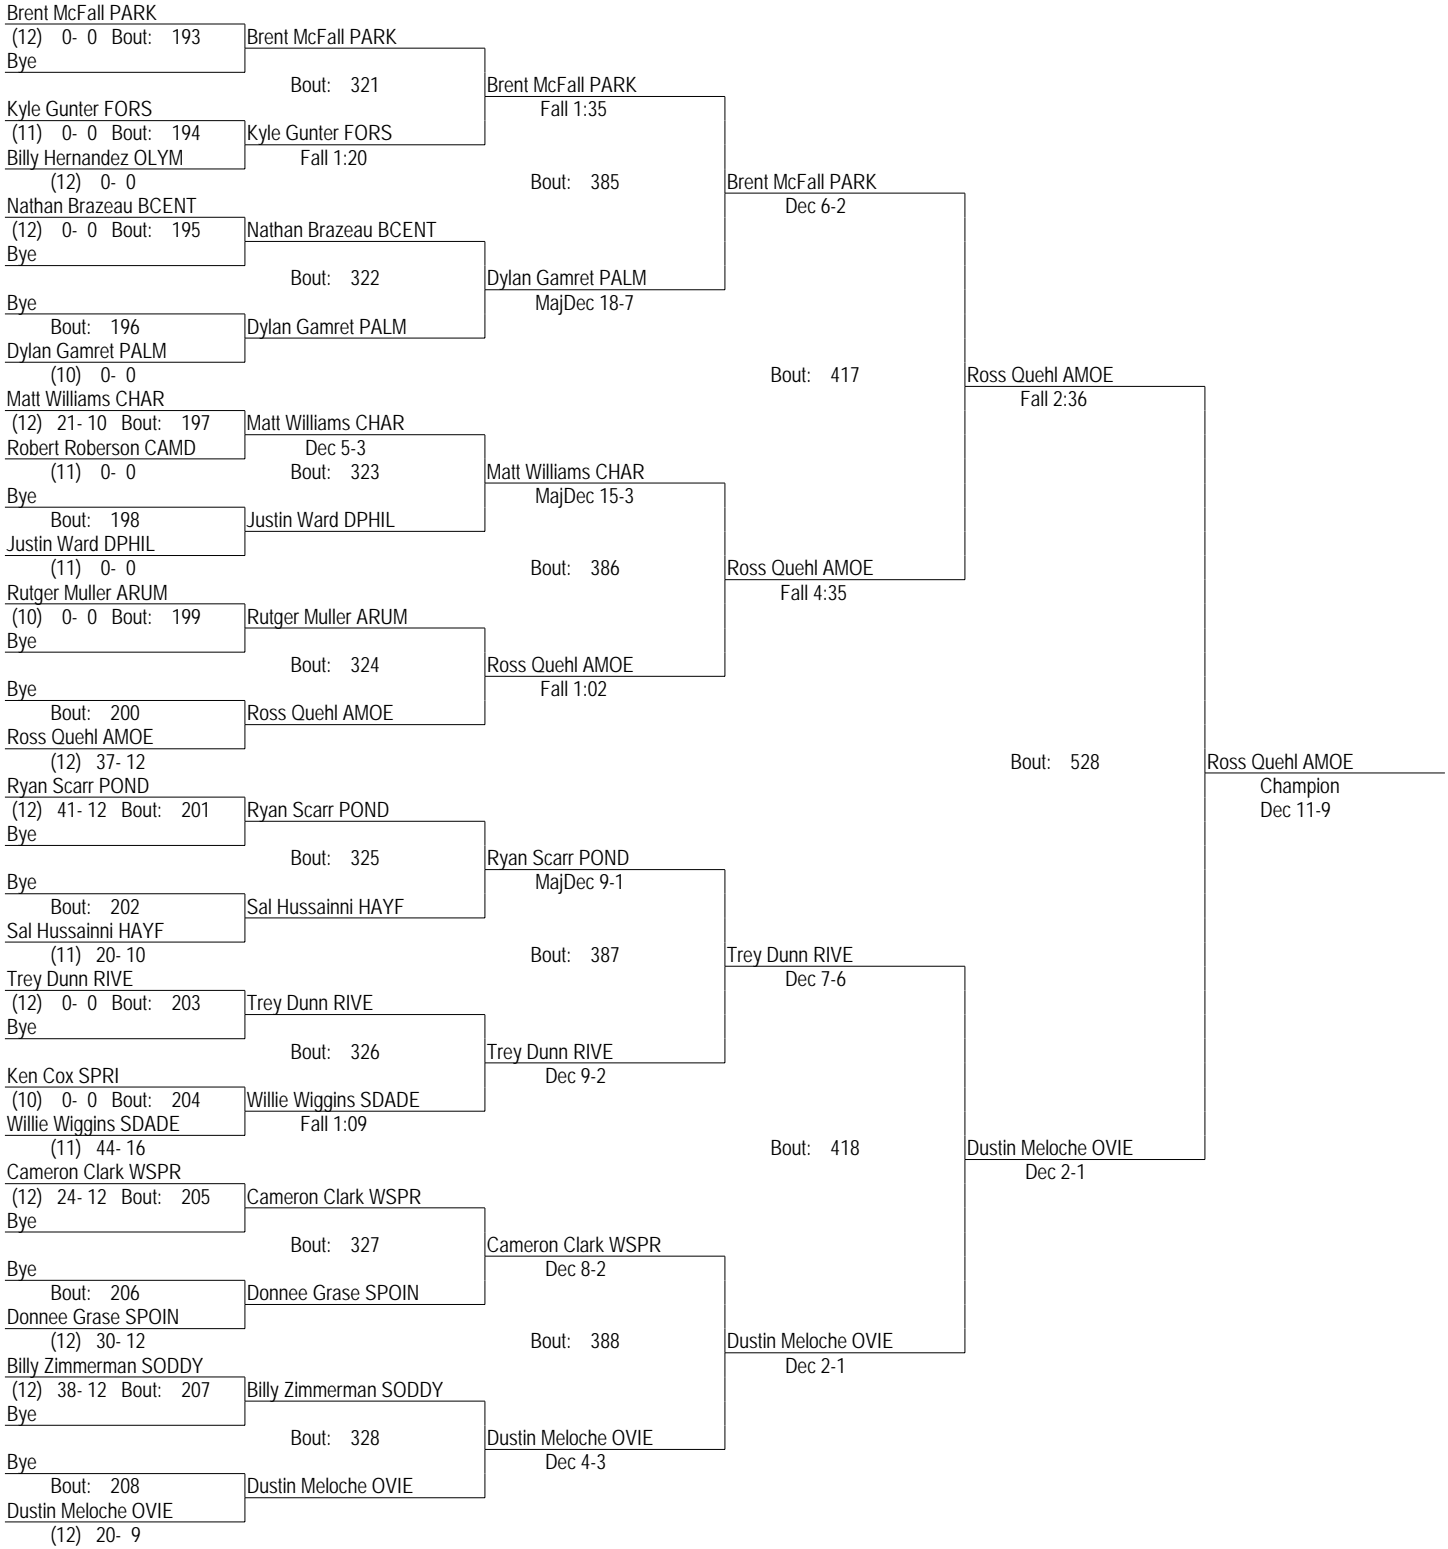 Brent McFall PARK
(12) 0- 0 Bout: 193 Brent McFall PARK
Bye
Bout: 321 Brent McFall PARK
Kyle Gunter FORS Fall 1:35
(11) 0- 0 Bout: 194 Kyle Gunter FORS
Billy Hernandez OLYM Fall 1:20
(12) 0- 0 Bout: 385 Brent McFall PARK
Nathan Brazeau BCENT Dec 6-2
(12) 0- 0 Bout: 195 Nathan Brazeau BCENT
Bye
Bout: 322 Dylan Gamret PALM
Bye MajDec 18-7
Bout: 196 Dylan Gamret PALM
Dylan Gamret PALM
(10) 0- 0 Bout: 417 Ross Quehl AMOE
Matt Williams CHAR Fall 2:36
(12) 21- 10 Bout: 197 Matt Williams CHAR
Robert Roberson CAMD Dec 5-3
(11) 0- 0 Bout: 323 Matt Williams CHAR
Bye MajDec 15-3
Bout: 198 Justin Ward DPHIL
Justin Ward DPHIL
(11) 0- 0 Bout: 386 Ross Quehl AMOE
Rutger Muller ARUM Fall 4:35
(10) 0- 0 Bout: 199 Rutger Muller ARUM
Bye
Bout: 324 Ross Quehl AMOE
Bye Fall 1:02
Bout: 200 Ross Quehl AMOE
Ross Quehl AMOE
(12) 37- 12 Bout: 528 Ross Quehl AMOE
Ryan Scarr POND Champion
(12) 41- 12 Bout: 201 Ryan Scarr POND Dec 11-9
Bye
Bout: 325 Ryan Scarr POND
Bye MajDec 9-1
Bout: 202 Sal Hussainni HAYF
Sal Hussainni HAYF
(11) 20- 10 Bout: 387 Trey Dunn RIVE
Trey Dunn RIVE Dec 7-6
(12) 0- 0 Bout: 203 Trey Dunn RIVE
Bye
Bout: 326 Trey Dunn RIVE
Ken Cox SPRI Dec 9-2
(10) 0- 0 Bout: 204 Willie Wiggins SDADE
Willie Wiggins SDADE Fall 1:09
(11) 44- 16 Bout: 418 Dustin Meloche OVIE
Cameron Clark WSPR Dec 2-1
(12) 24- 12 Bout: 205 Cameron Clark WSPR
Bye
Bout: 327 Cameron Clark WSPR
Bye Dec 8-2
Bout: 206 Donnee Grase SPOIN
Donnee Grase SPOIN
(12) 30- 12 Bout: 388 Dustin Meloche OVIE
Billy Zimmerman SODDY Dec 2-1
(12) 38- 12 Bout: 207 Billy Zimmerman SODDY
Bye
Bout: 328 Dustin Meloche OVIE
Bye Dec 4-3
Bout: 208 Dustin Meloche OVIE
Dustin Meloche OVIE
(12) 20- 9